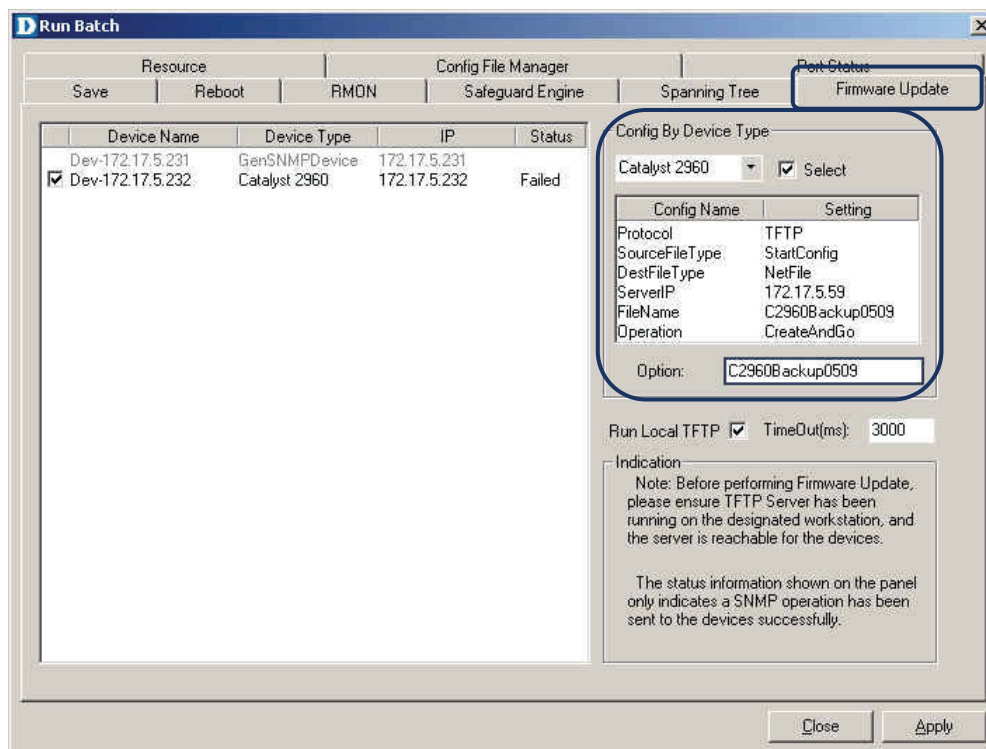 D Run Batch
Resource Config File Manager Port Status
Save Reboot RMON Safeguard Engine Spanning Tree Firmware Update
Device Name Device Type IP Status
Dev-172.17.5.231 GenSNMPDevice 172.17.5.231
Dev-172.17.5.232 Catalyst 2960 172.17.5.232 Failed
Config By Device Type
Catalyst 2960 Select
Config Name Setting
Protocol TFTP
SourceFileType StartConfig
DestFileType NetFile
ServerIP 172.17.5.59
FileName C2960Backup0509
Operation CreateAndGo
Option: C2960Backup0509
Run Local TFTP TimeOut(ms): 3000
Indication
Note: Before performing Firmware Update,
please ensure TFTP Server has been
running on the designated workstation, and
the server is reachable for the devices.
The status information shown on the panel
only indicates a SNMP operation has been
sent to the devices successfully.
Close Apply